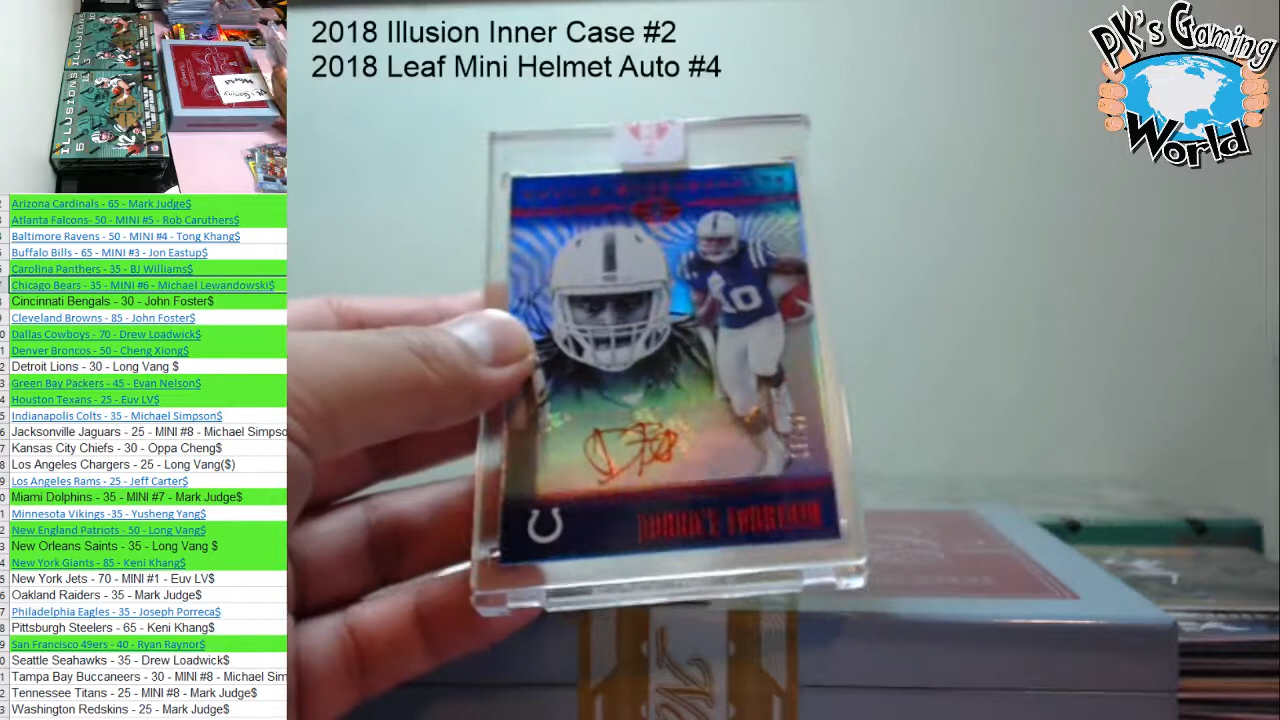 2018 Illusion Inner Case #2
2018 Leaf Mini Helmet Auto #4
PK's Gaming
World
ILLUSIONS
Arizona Cardinals - 65 - Mark Judge$
Atlanta Falcons- 50 - MINI #5 - Rob Caruthers$
Baltimore Ravens - 50 - MINI #4 - Tong Khang$
Buffalo Bills - 65 - MINI #3 - Jon Eastup$
Carolina Panthers - 35 - BJ Williams$
Chicago Bears - 35 - MINI #6 - Michael Lewandowski$
Cincinnati Bengals - 30 - John Foster$
Cleveland Browns - 85 - John Foster$
Dallas Cowboys - 70 - Drew Loadwick$
Denver Broncos - 50 - Cheng Xiong$
Detroit Lions - 30 - Long Vang $
Green Bay Packers - 45 - Evan Nelson$
Houston Texans - 25 - Euv LV$
Indianapolis Colts - 35 - Michael Simpson$
Jacksonville Jaguars - 25 - MINI #8 - Michael Simpso
Kansas City Chiefs - 30 - Oppa Cheng$
Los Angeles Chargers - 25 - Long Vang($)
Los Angeles Rams - 25 - Jeff Carter$
Miami Dolphins - 35 - MINI #7 - Mark Judge$
Minnesota Vikings -35 - Yusheng Yang$
New England Patriots - 50 - Long Vang$
New Orleans Saints - 35 - Long Vang $
New York Giants - 85 - Keni Khang$
New York Jets - 70 - MINI #1 - Euv LV$
Oakland Raiders - 35 - Mark Judge$
Philadelphia Eagles - 35 - Joseph Porreca$
Pittsburgh Steelers - 65 - Keni Khang$
San Francisco 49ers - 40 - Ryan Raynor$
Seattle Seahawks - 35 - Drew Loadwick$
Tampa Bay Buccaneers - 30 - MINI #8 - Michael Sim
Tennessee Titans - 25 - MINI #8 - Mark Judge$
Washington Redskins - 25 - Mark Judge$